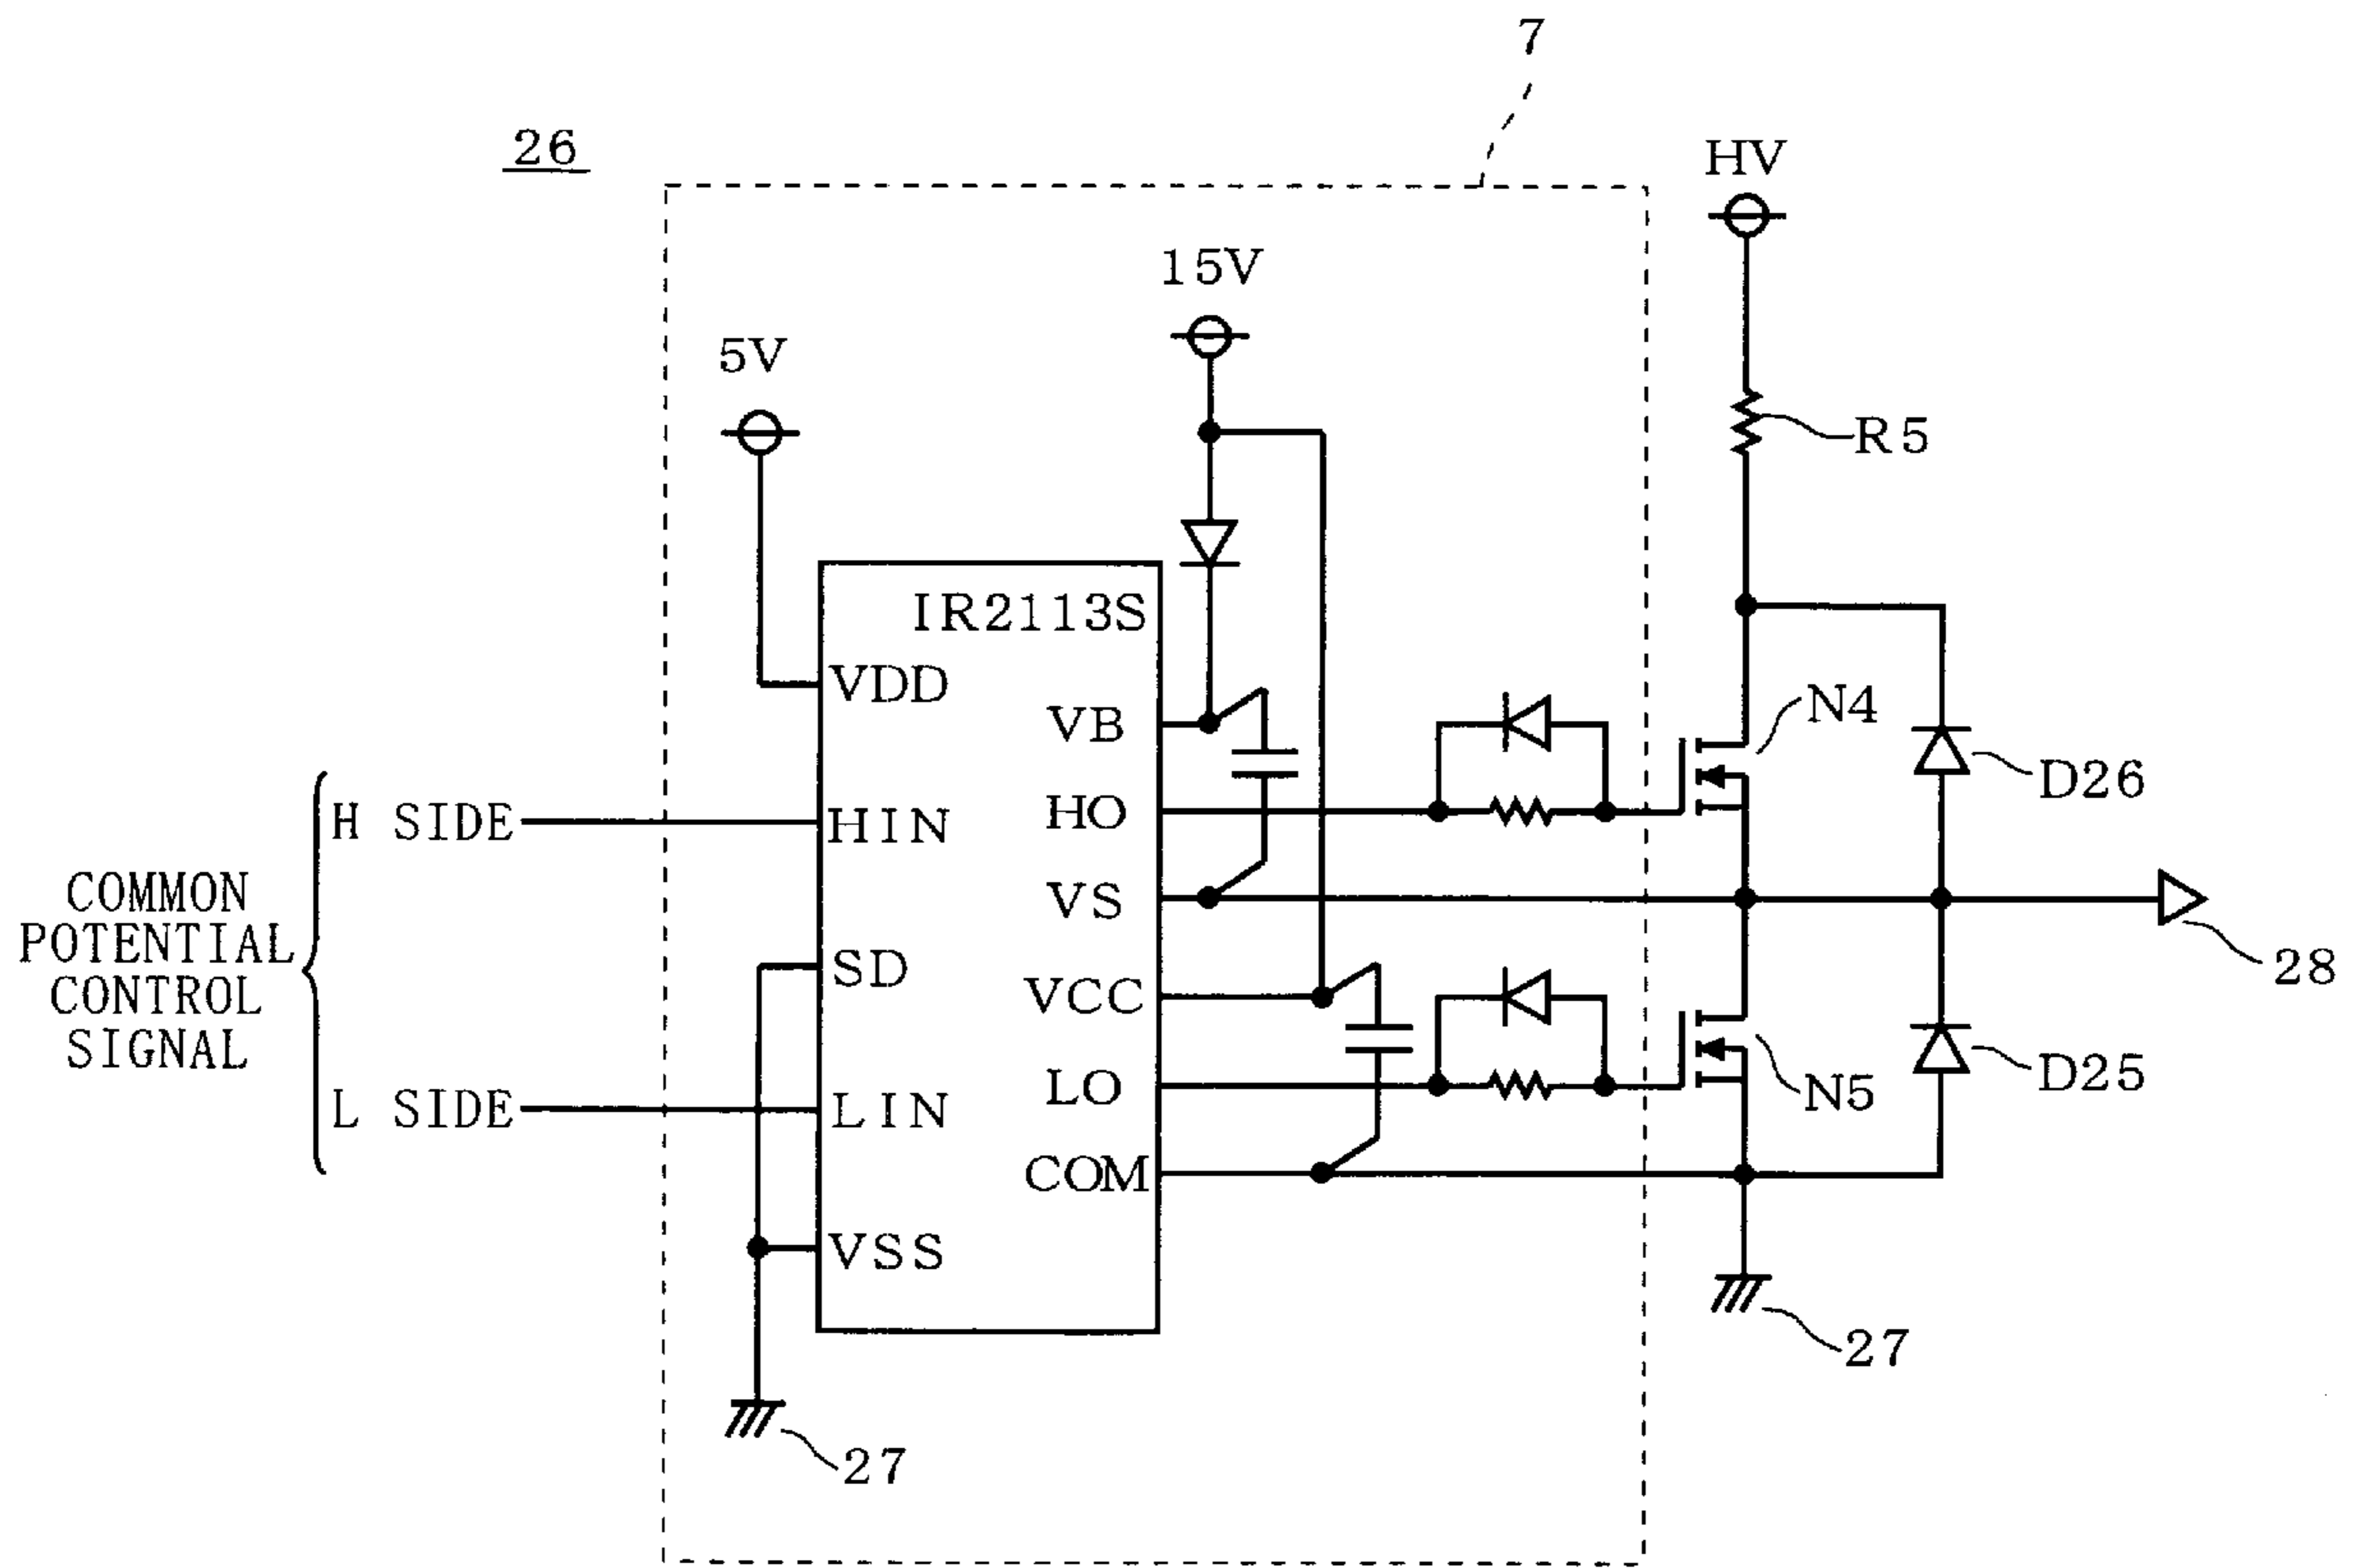 7
26
HV
15V
5V
R5
IR2113S
VDD
VB
N4
D26
H SIDE
HIN
HO
COMMON
POTENTIAL
CONTROL
SIGNAL
VS
28
SD
VCC
L SIDE
LIN
LO
N5
D25
COM
VSS
27
27